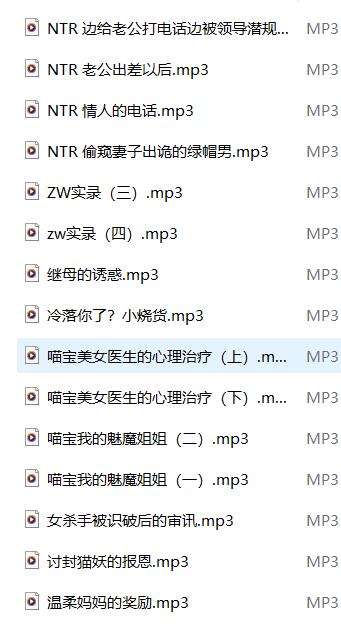 NTR 边给老公打电话边被领导潜规... MP3
NTR 老公出差以后.mp3 MP3
NTR 情人的电话.mp3 MP3
NTR 偷窥妻子出诡的绿帽男.mp3 MP3
ZW实录（三）.mp3 MP3
zw实录（四）.mp3 MP3
继母的诱惑.mp3 MP3
冷落你了？小烧货.mp3 MP3
喵宝美女医生的心理治疗（上）.m... MP3
喵宝美女医生的心理治疗（下）.m... MP3
喵宝我的魅魔姐姐（二）.mp3 MP3
喵宝我的魅魔姐姐（一）.mp3 MP3
女杀手被识破后的审讯.mp3 MP3
讨封猫妖的报恩.mp3 MP3
温柔妈妈的奖励.mp3 MP3